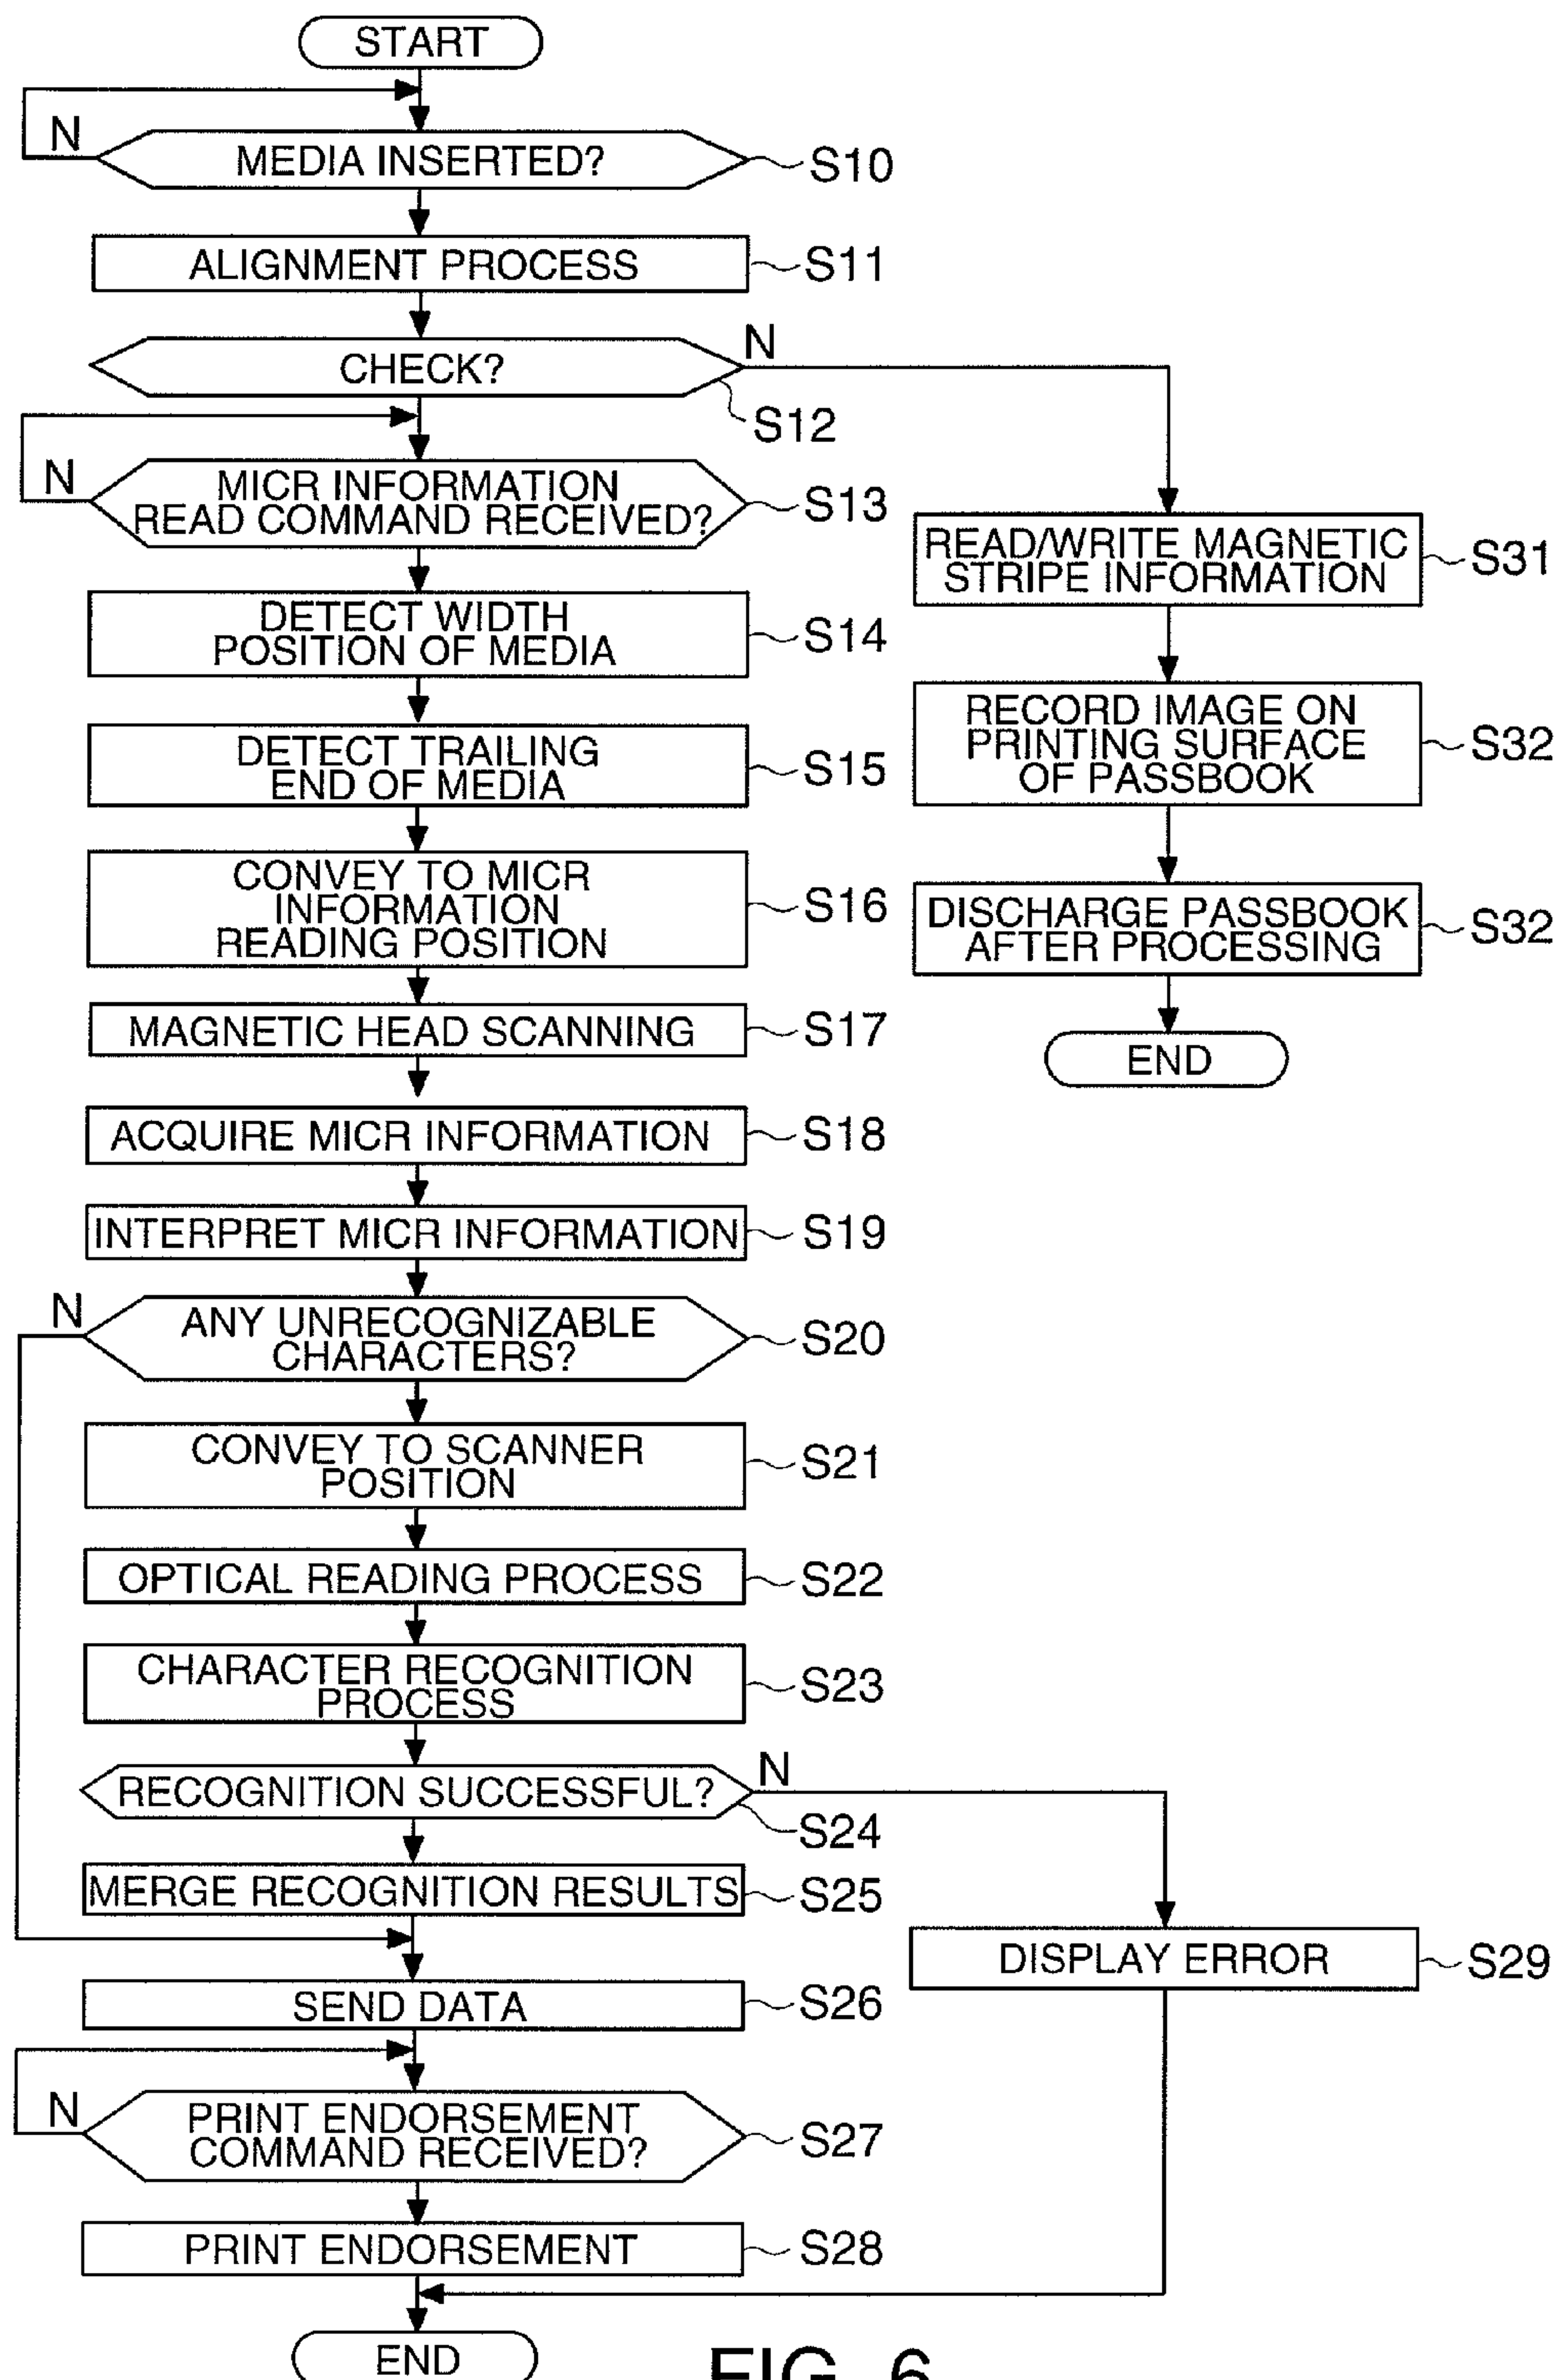 START
N
MEDIA INSERTED?
S10
ALIGNMENT PROCESS
S11
CHECK?
N
S12
N
MICR INFORMATION
READ COMMAND RECEIVED?
S13
DETECT WIDTH
POSITION OF MEDIA
S14
DETECT TRAILING
END OF MEDIA
S15
CONVEY TO MICR
INFORMATION
READING POSITION
S16
MAGNETIC HEAD SCANNING
S17
ACQUIRE MICR INFORMATION
S18
INTERPRET MICR INFORMATION
S19
N
ANY UNRECOGNIZABLE
CHARACTERS?
S20
CONVEY TO SCANNER
POSITION
S21
OPTICAL READING PROCESS
S22
CHARACTER RECOGNITION
PROCESS
S23
RECOGNITION SUCCESSFUL?
N
S24
MERGE RECOGNITION RESULTS
S25
SEND DATA
S26
N
PRINT ENDORSEMENT
COMMAND RECEIVED?
S27
PRINT ENDORSEMENT
S28
END
READ/WRITE MAGNETIC
STRIPE INFORMATION
S31
RECORD IMAGE ON
PRINTING SURFACE
OF PASSBOOK
S32
DISCHARGE PASSBOOK
AFTER PROCESSING
S32
END
DISPLAY ERROR
S29
FIG. 6